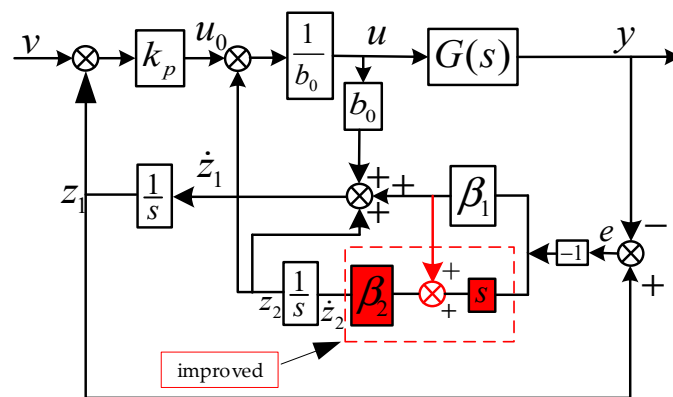 v
k_p
u_0
1/b_0
u
G(s)
y
b_0
z_1
1/s
ż_1
+ + +
β_1
e
−
-1
+
z_2
1/s
ż_2
β_2
+
+
s
improved